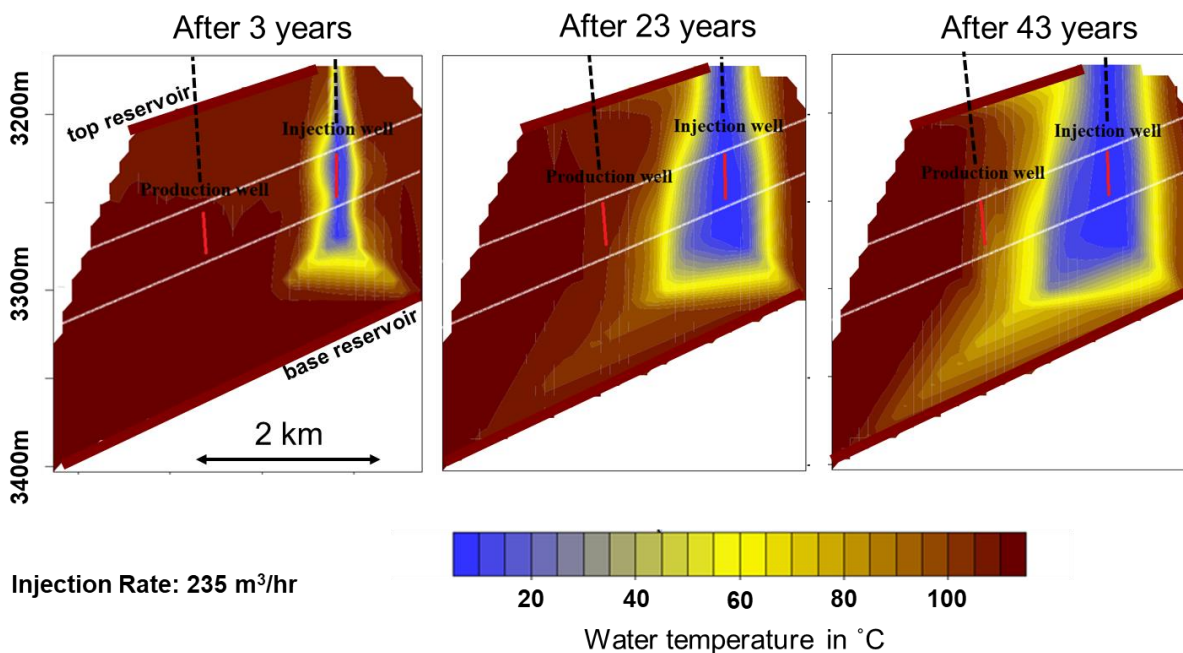 After 3 years
After 23 years
After 43 years
3200m
3300m
3400m
top reservoir
Injection well
Production well
base reservoir
2 km
Injection well
Production well
Injection well
Production well
Injection Rate: 235 m³/hr
20 40 60 80 100
Water temperature in ˚C